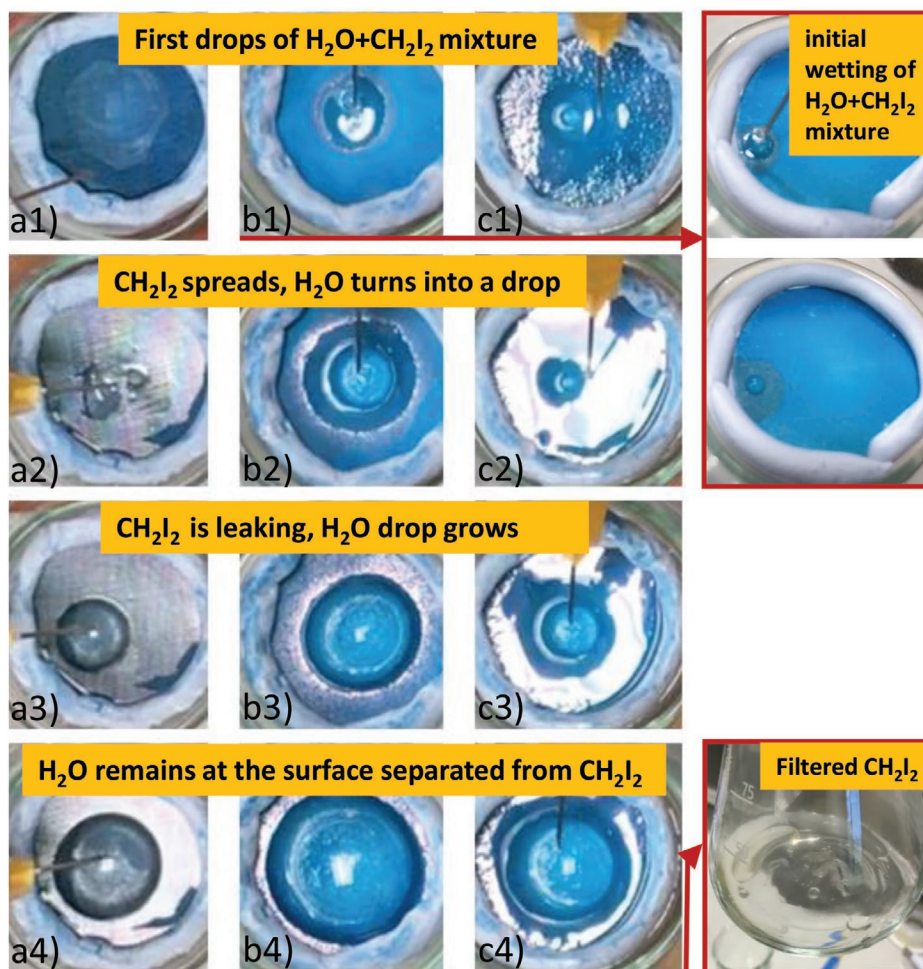 First drops of H₂O+CH₂I₂ mixture
initial
wetting of
H₂O+CH₂I₂
mixture
a1)
b1)
c1)
CH₂I₂ spreads, H₂O turns into a drop
a2)
b2)
c2)
CH₂I₂ is leaking, H₂O drop grows
a3)
b3)
c3)
H₂O remains at the surface separated from CH₂I₂
Filtered CH₂I₂
75
a4)
b4)
c4)